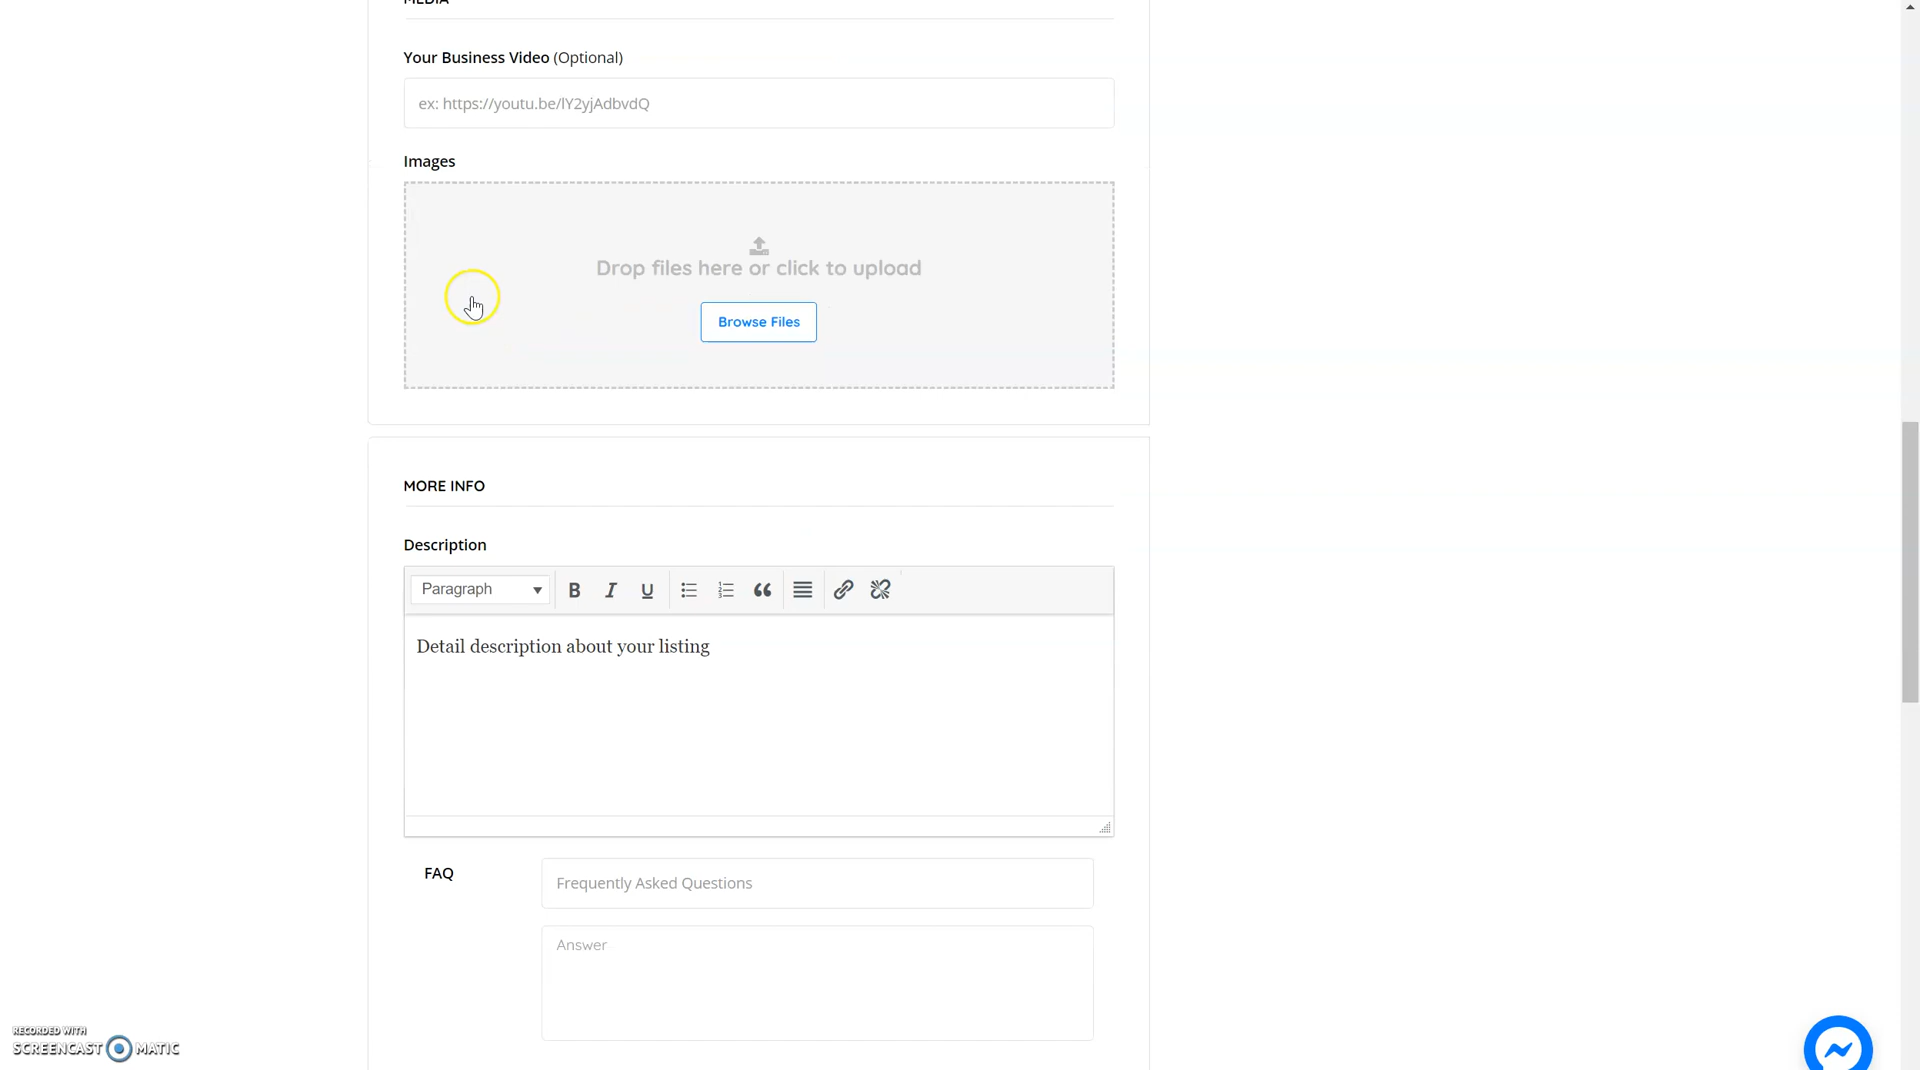 MEDIA
Your Business Video (Optional)
ex: https://youtu.be/lY2yjAdbvdQ
Images
Drop files here or click to upload
Browse Files
MORE INFO
Description
Paragraph
Detail description about your listing
FAQ
Frequently Asked Questions
Answer
RECORDED WITH
SCREENCAST MATIC